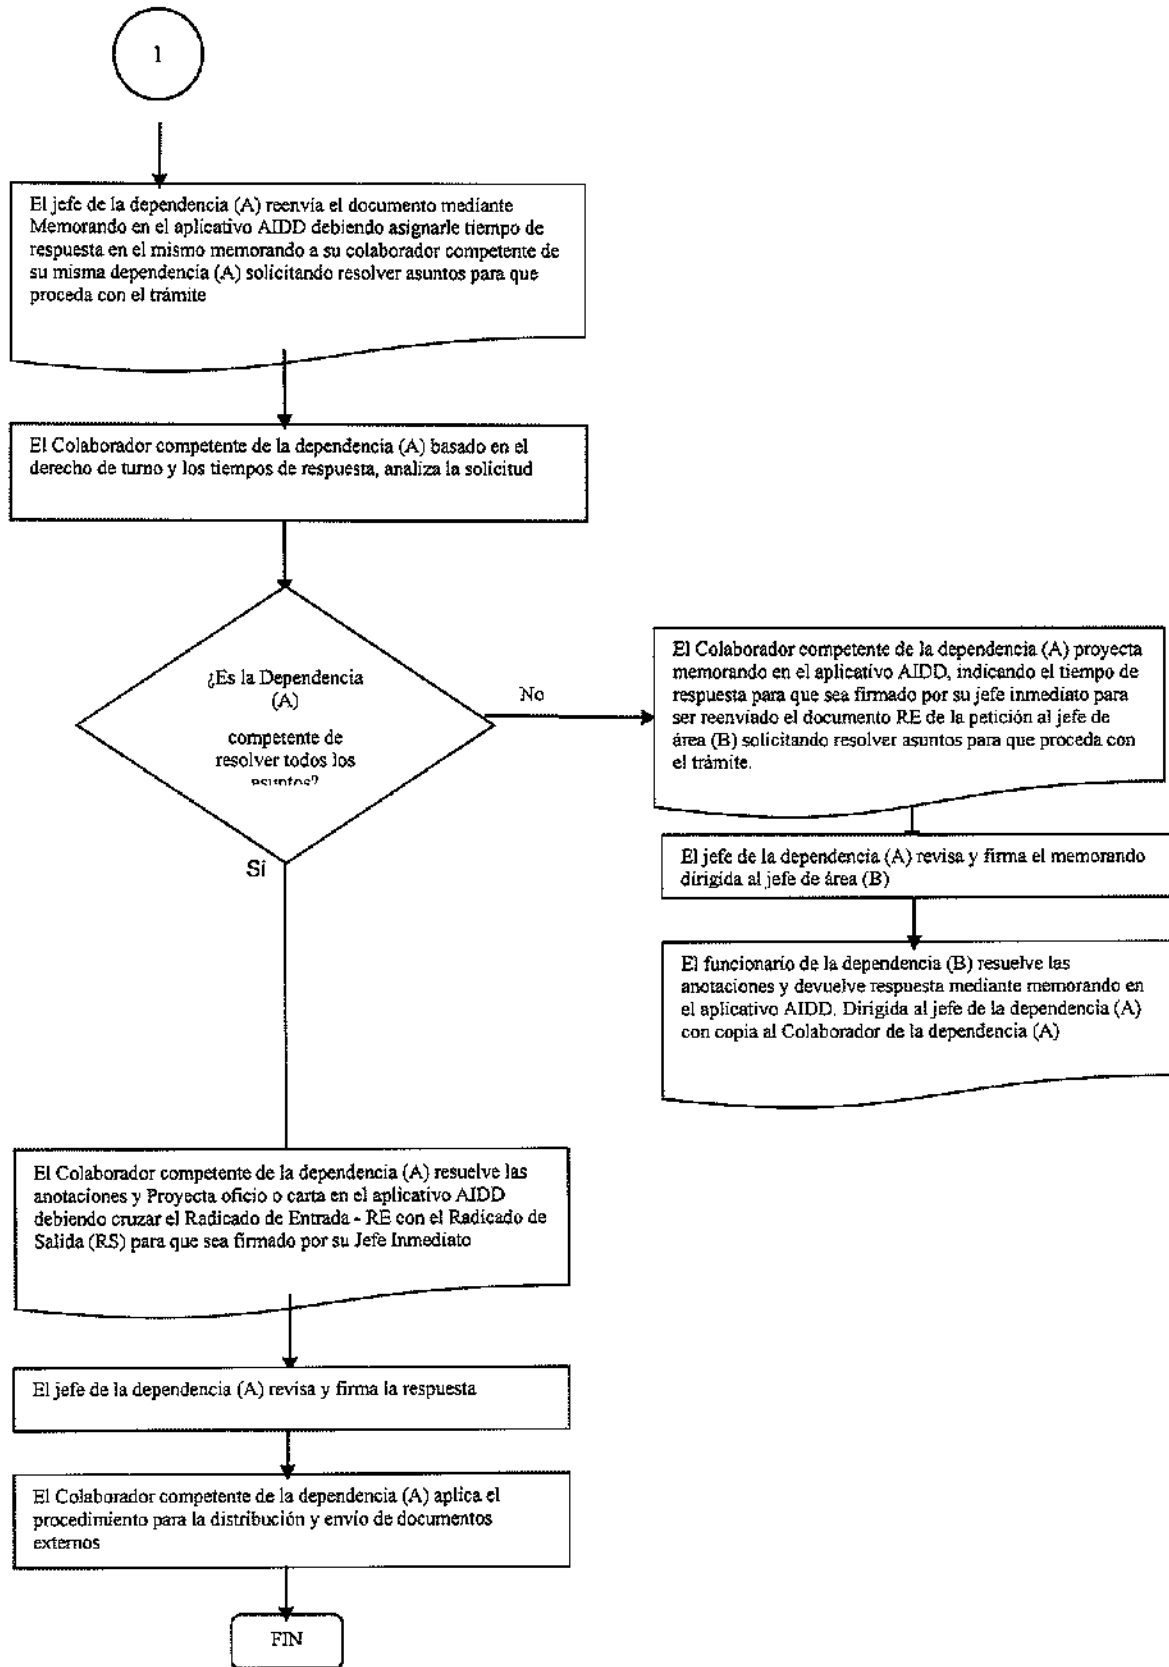 1
El jefe de la dependencia (A) reenvía el documento mediante
Memorando en el aplicativo AIDD debiendo asignarle tiempo de
respuesta en el mismo memorando a su colaborador competente de
su misma dependencia (A) solicitando resolver asuntos para que
proceda con el trámite
El Colaborador competente de la dependencia (A) basado en el
derecho de turno y los tiempos de respuesta, analiza la solicitud
¿Es la Dependencia
(A)
competente de
resolver todos los
asuntos?
No
Sí
El Colaborador competente de la dependencia (A) proyecta
memorando en el aplicativo AIDD, indicando el tiempo de
respuesta para que sea firmado por su jefe inmediato para
ser reenviado el documento RE de la petición al jefe de
área (B) solicitando resolver asuntos para que proceda con
el trámite.
El jefe de la dependencia (A) revisa y firma el memorando
dirigida al jefe de área (B)
El funcionario de la dependencia (B) resuelve las
anotaciones y devuelve respuesta mediante memorando en
el aplicativo AIDD. Dirigida al jefe de la dependencia (A)
con copia al Colaborador de la dependencia (A)
El Colaborador competente de la dependencia (A) resuelve las
anotaciones y Proyecta oficio o carta en el aplicativo AIDD
debiendo cruzar el Radicado de Entrada - RE con el Radicado de
Salida (RS) para que sea firmado por su Jefe Inmediato
El jefe de la dependencia (A) revisa y firma la respuesta
El Colaborador competente de la dependencia (A) aplica el
procedimiento para la distribución y envío de documentos
externos
FIN